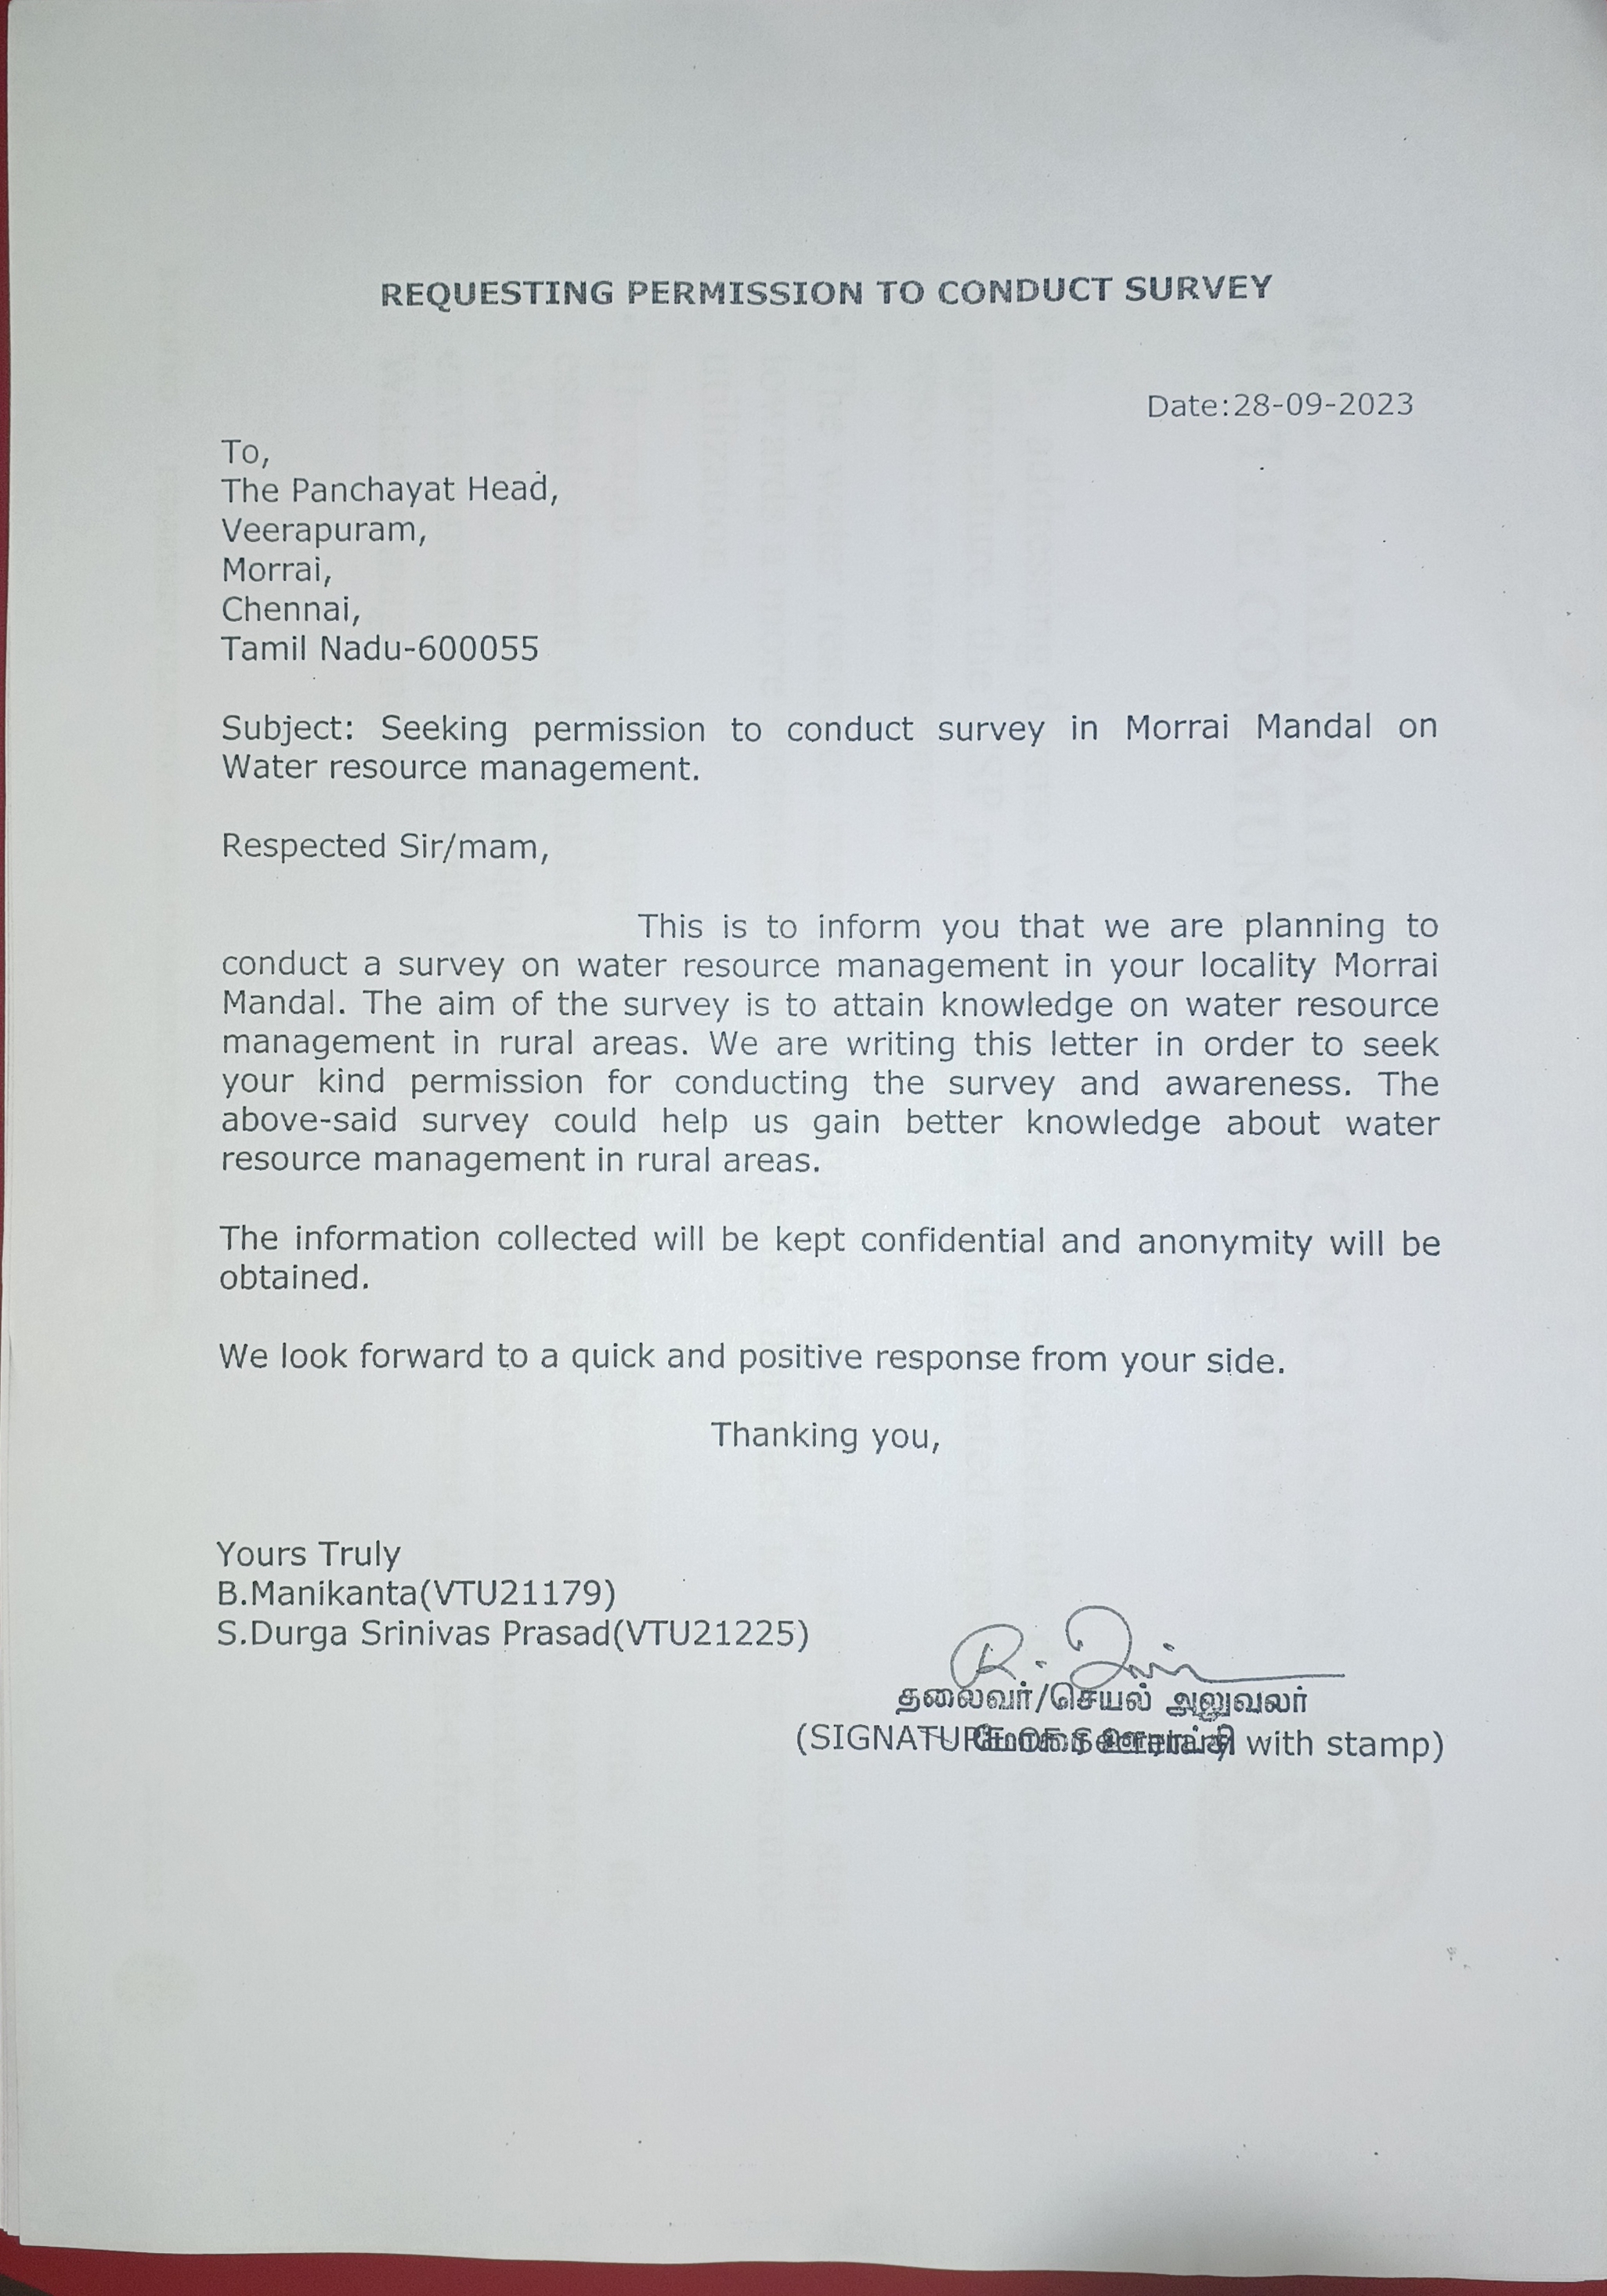 REQUESTING PERMISSION TO CONDUCT SURVEY
Date:28-09-2023
To,
The Panchayat Head,
Veerapuram,
Morrai,
Chennai,
Tamil Nadu-600055
Subject: Seeking permission to conduct survey in Morrai Mandal on
Water resource management.
Respected Sir/mam,
This is to inform you that we are planning to
conduct a survey on water resource management in your locality Morrai
Mandal. The aim of the survey is to attain knowledge on water resource
management in rural areas. We are writing this letter in order to seek
your kind permission for conducting the survey and awareness. The
above-said survey could help us gain better knowledge about water
resource management in rural areas.
The information collected will be kept confidential and anonymity will be
obtained.
We look forward to a quick and positive response from your side.
Thanking you,
Yours Truly
B.Manikanta(VTU21179)
S.Durga Srinivas Prasad(VTU21225)
தலைவர்/செயல் அலுவலர்
(SIGNATURE OF Secretary with stamp)